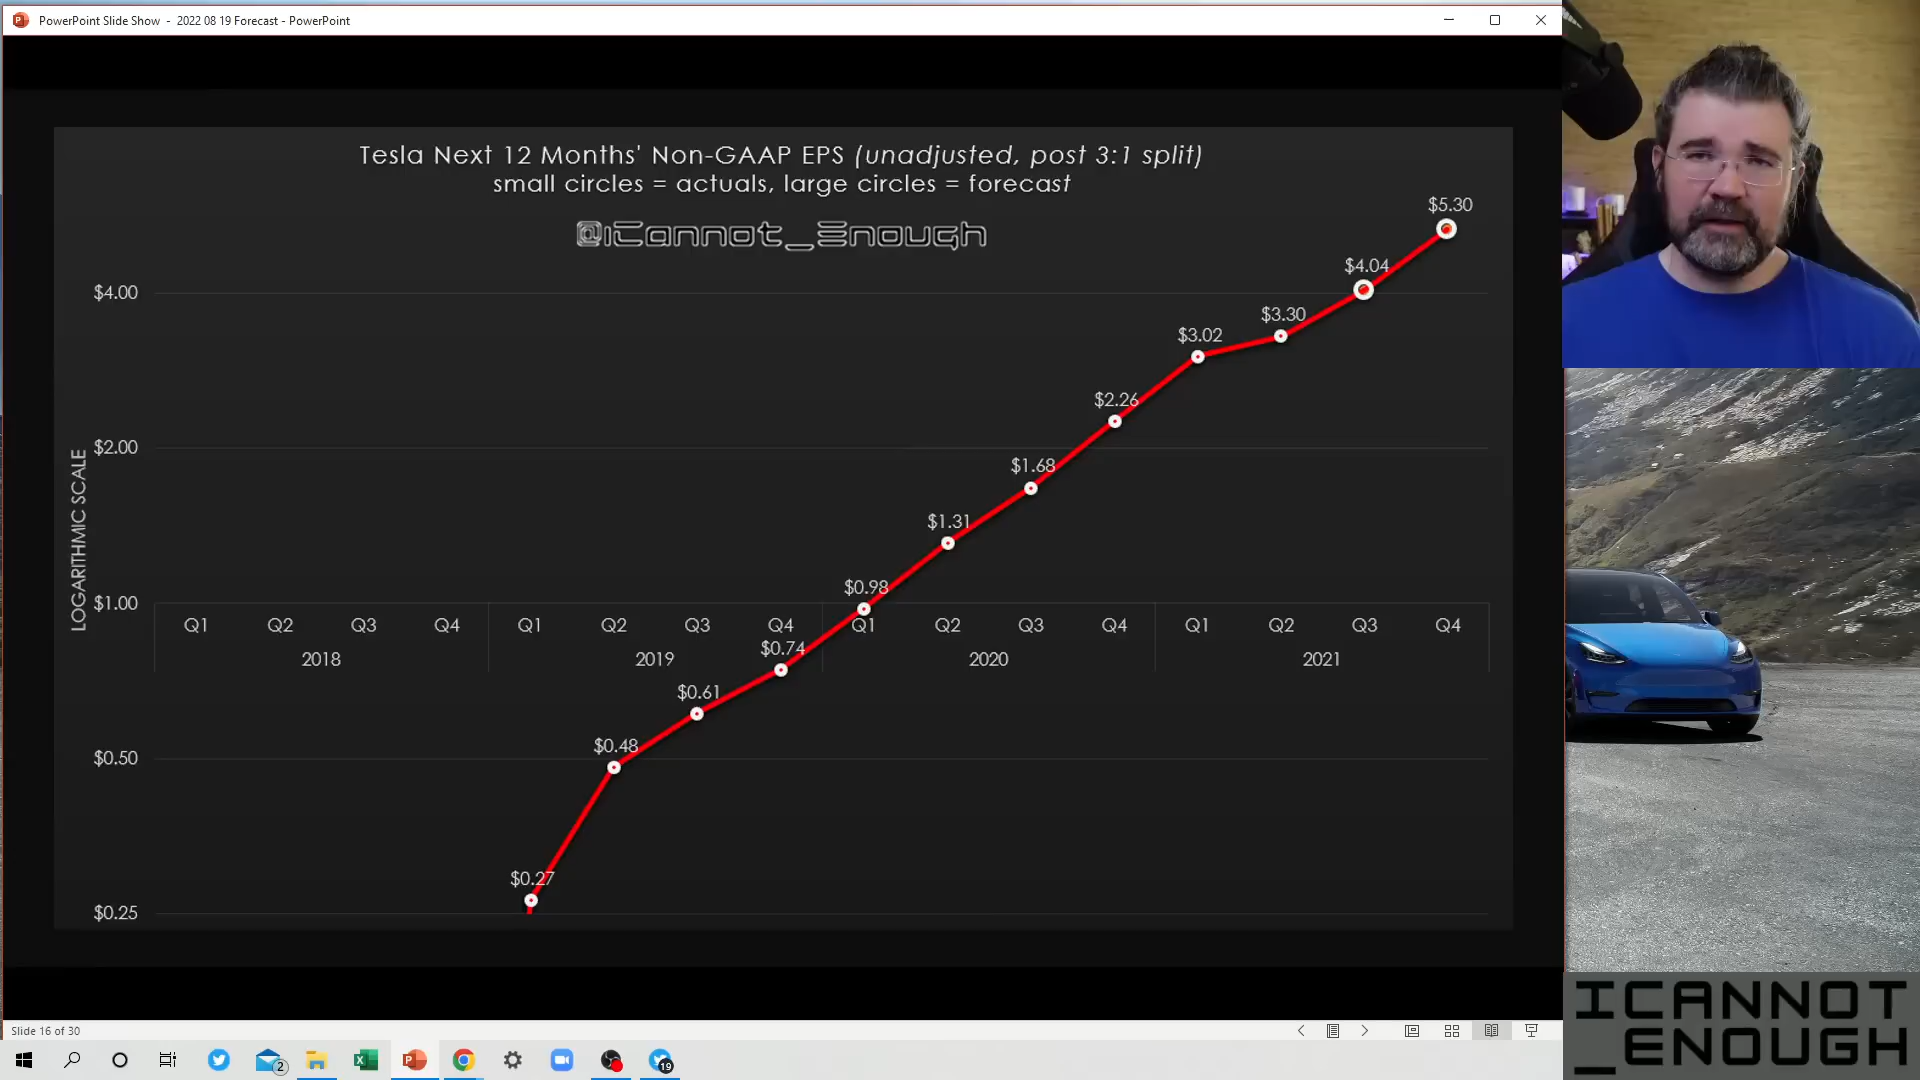 PowerPoint Slide Show - 2022 08 19 Forecast - PowerPoint
Tesla Next 12 Months' Non-GAAP EPS (unadjusted, post 3:1 split)
small circles = actuals, large circles = forecast
@iCannot_Enough
$5.30
$4.04
$4.00
$3.30
$3.02
$2.26
$2.00
$1.68
$1.31
$0.98
$1.00
LOGARITHMIC SCALE
Q1 Q2 Q3 Q4 Q1 Q2 Q3 Q4 Q1 Q2 Q3 Q4 Q1 Q2 Q3 Q4
$0.74
2018 2019 2020 2021
$0.61
$0.48
$0.50
$0.27
$0.25
Slide 16 of 30
2
19
ICANNOT
_ENOUGH